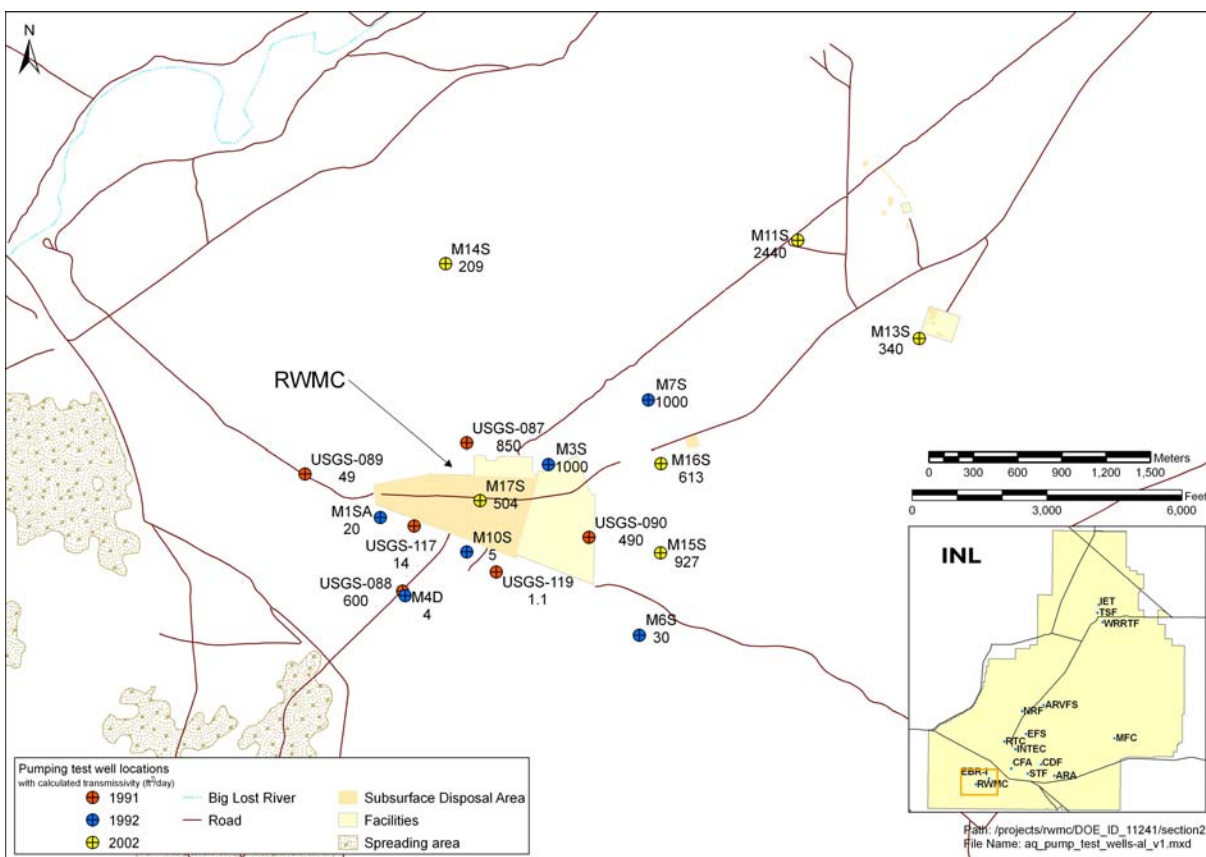 N
M14S
209
M11S
2440
M13S
340
RWMC
M7S
1000
USGS-087
850
M3S
1000
M16S
613
USGS-089
49
M17S
504
M1SA
20
USGS-117
14
M10S
5
USGS-090
490
M15S
927
USGS-088
600
M4D
4
USGS-119
1.1
M6S
30
Meters
0 300 600 900 1,200 1,500
Feet
0 3,000 6,000
INL
IET
TSF
WRRTF
NRF
ARVFS
EFS
RTC
INTEC
MFC
CFA
CDF
STF
ARA
EBR-I
RWMC
Pumping test well locations
with calculated transmissivity (ft²/day)
1991
1992
2002
Big Lost River
Road
Subsurface Disposal Area
Facilities
Spreading area
Path: /projects/rwmc/DOE_ID_11241/section2
File Name: aq_pump_test_wells-al_v1.mxd